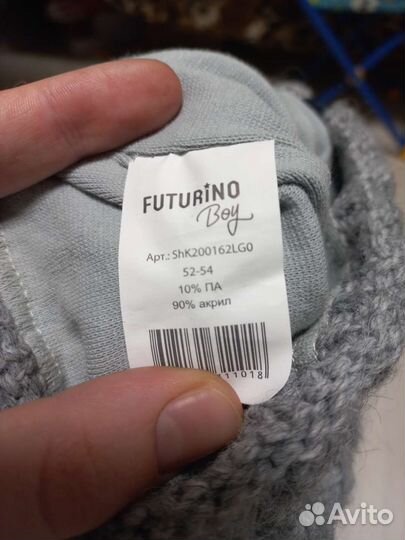 FUTURINO
Boy
Арт.: ShK200162LG0
52-54
10% ПА
90% акрил
11018
Avito